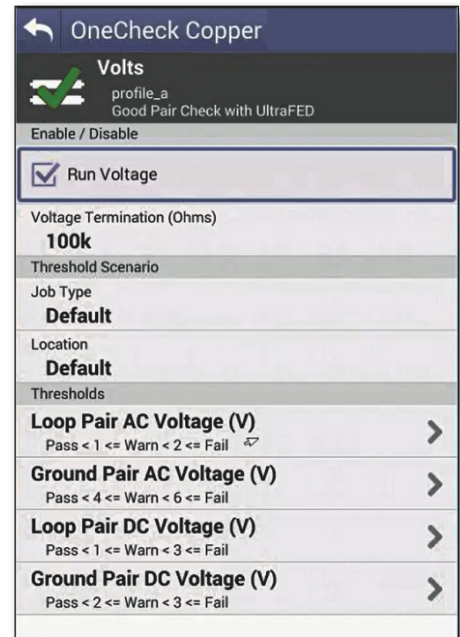 OneCheck Copper
Volts
profile_a
Good Pair Check with UltraFED
Enable / Disable
Run Voltage
Voltage Termination (Ohms)
100k
Threshold Scenario
Job Type
Default
Location
Default
Thresholds
Loop Pair AC Voltage (V)
Pass < 1 <= Warn < 2 <= Fail
Ground Pair AC Voltage (V)
Pass < 4 <= Warn < 6 <= Fail
Loop Pair DC Voltage (V)
Pass < 1 <= Warn < 3 <= Fail
Ground Pair DC Voltage (V)
Pass < 2 <= Warn < 3 <= Fail